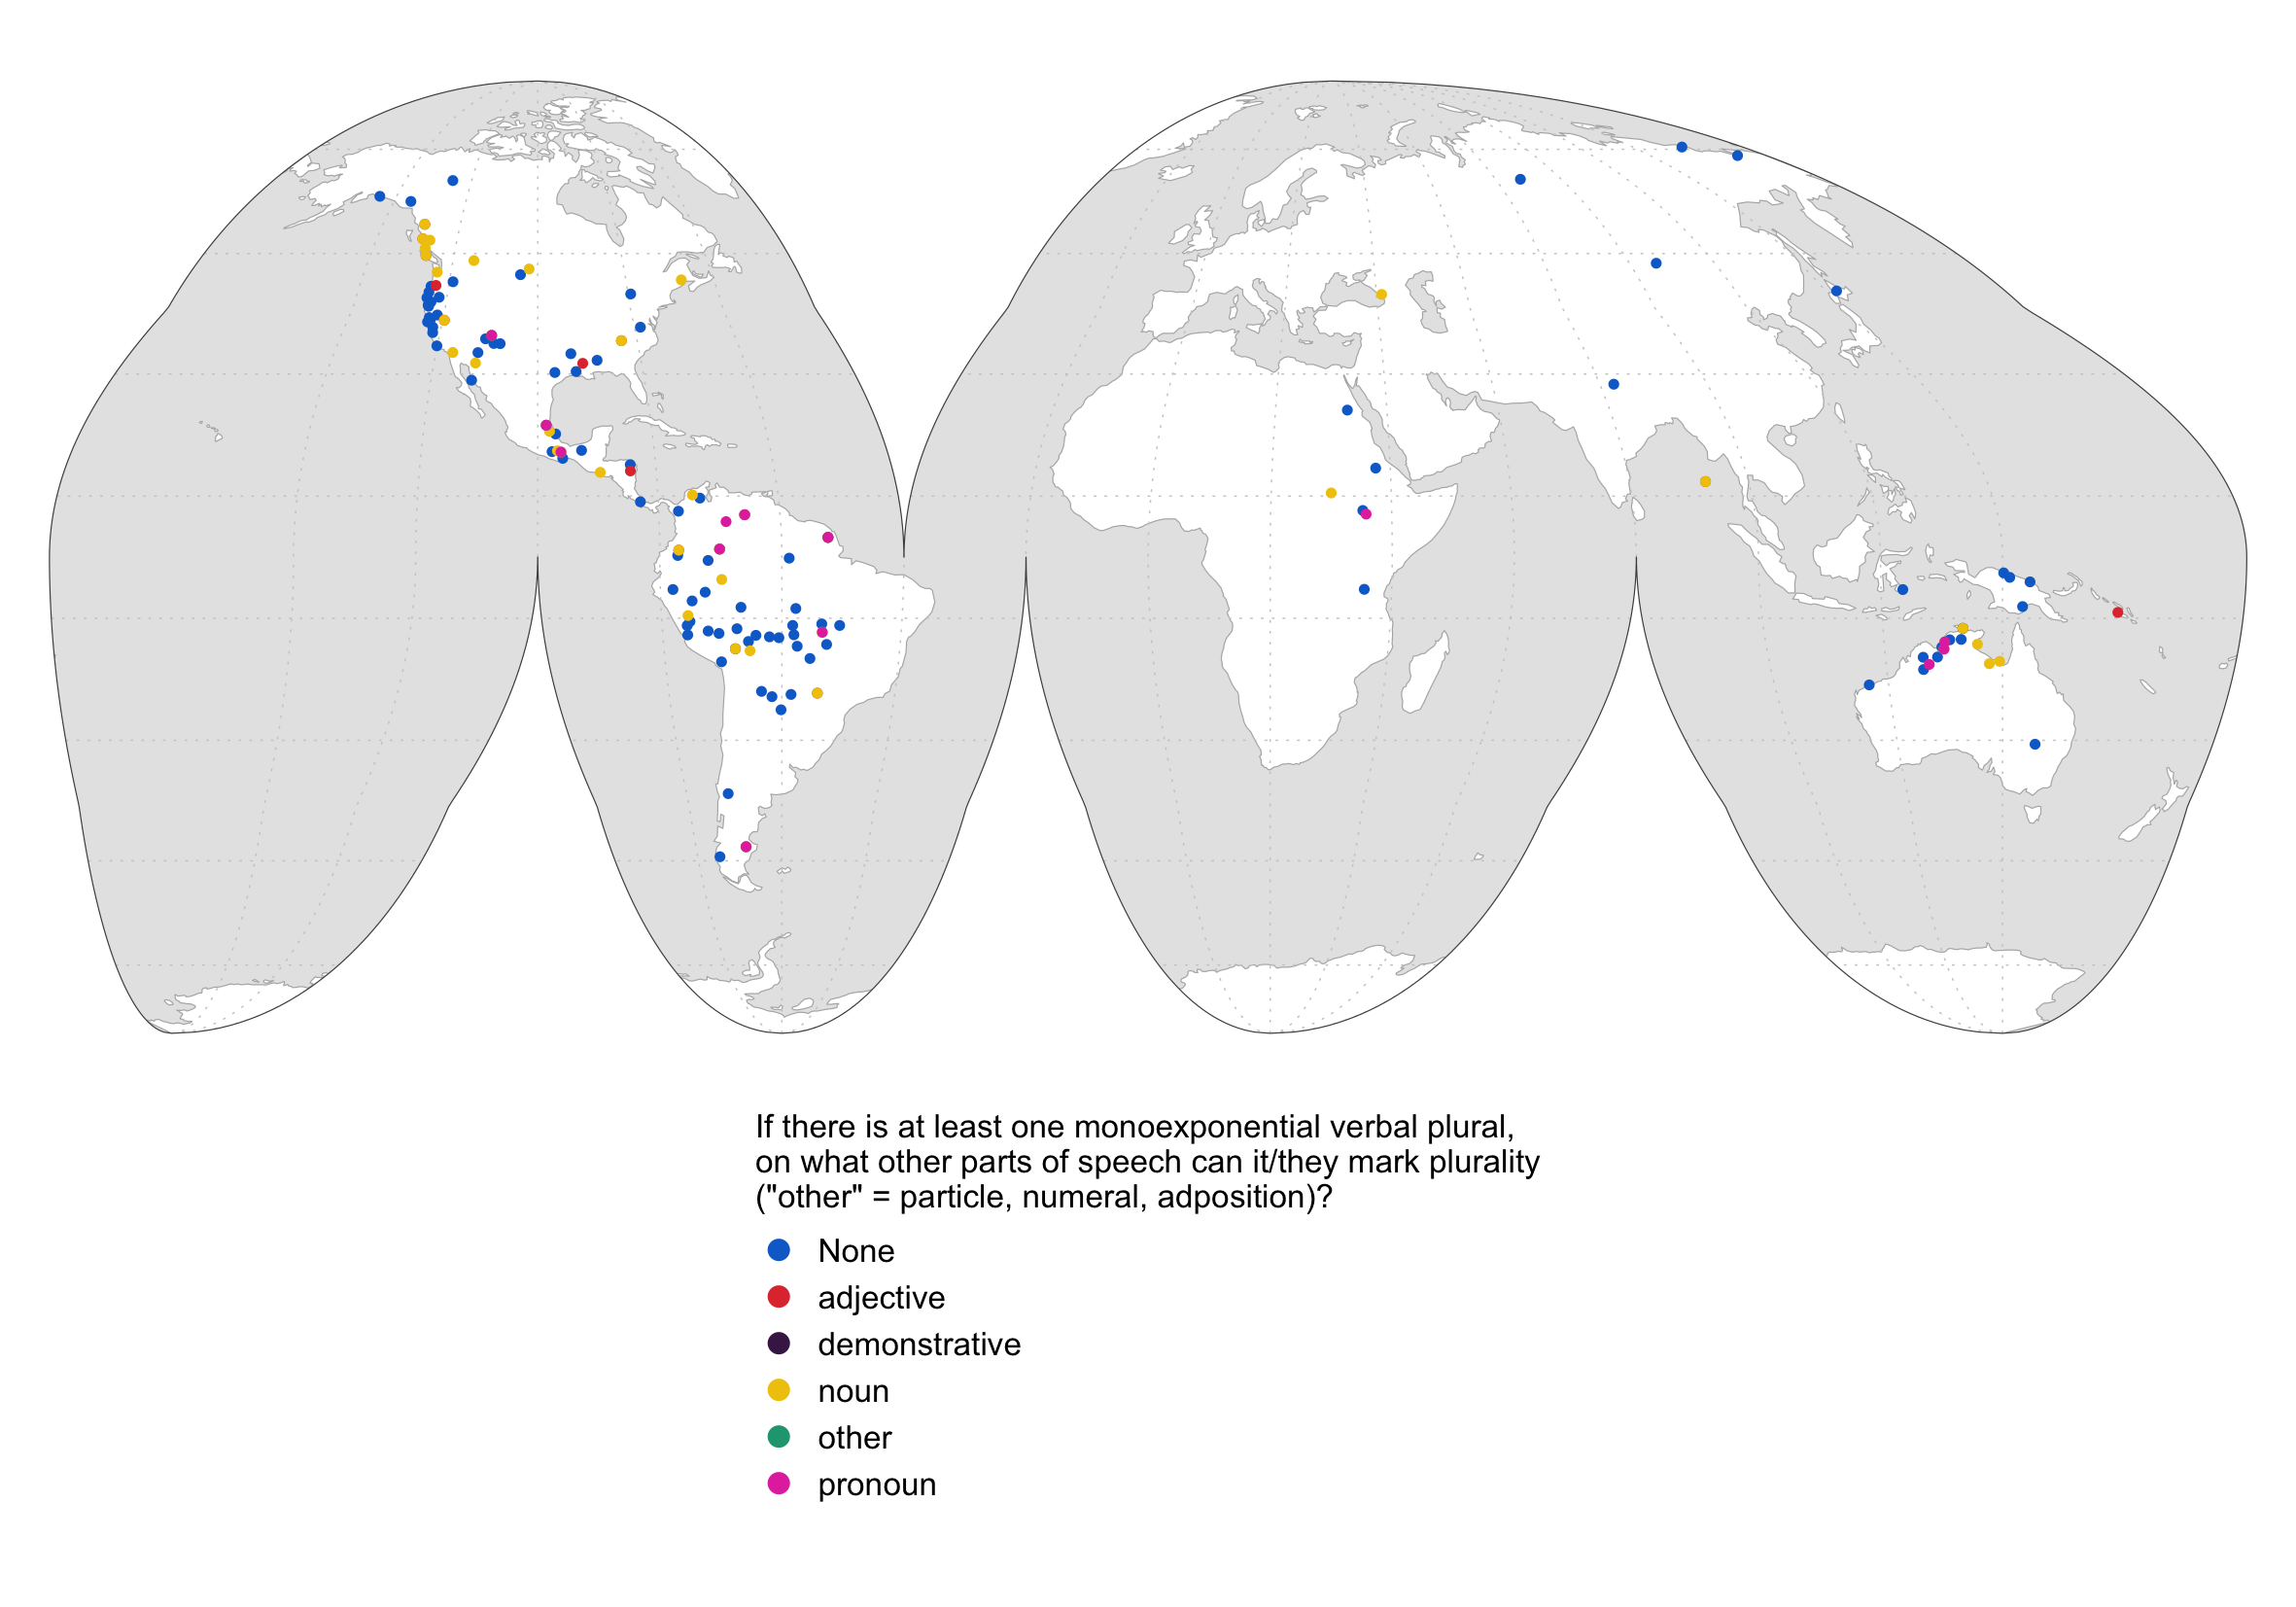 If there is at least one monoexponential verbal plural,
on what other parts of speech can it/they mark plurality
("other" = particle, numeral, adposition)?
None
adjective
demonstrative
noun
other
pronoun